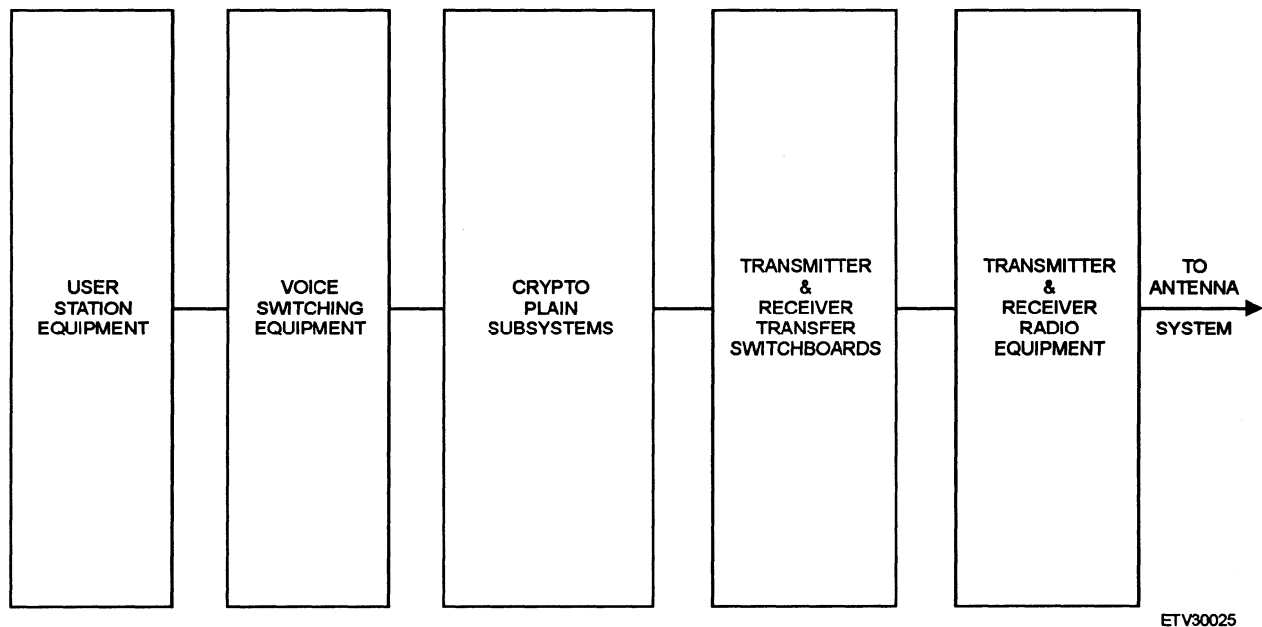 USER
STATION
EQUIPMENT
VOICE
SWITCHING
EQUIPMENT
CRYPTO
PLAIN
SUBSYSTEMS
TRANSMITTER
&
RECEIVER
TRANSFER
SWITCHBOARDS
TRANSMITTER
&
RECEIVER
RADIO
EQUIPMENT
TO
ANTENNA
SYSTEM
ETV30025